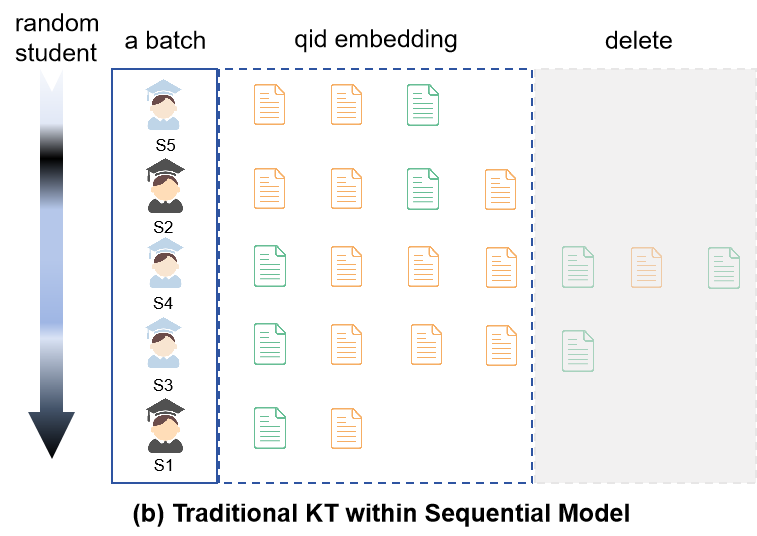 random
student
a batch
qid embedding
delete
S5
S2
S4
S3
S1
(b) Traditional KT within Sequential Model